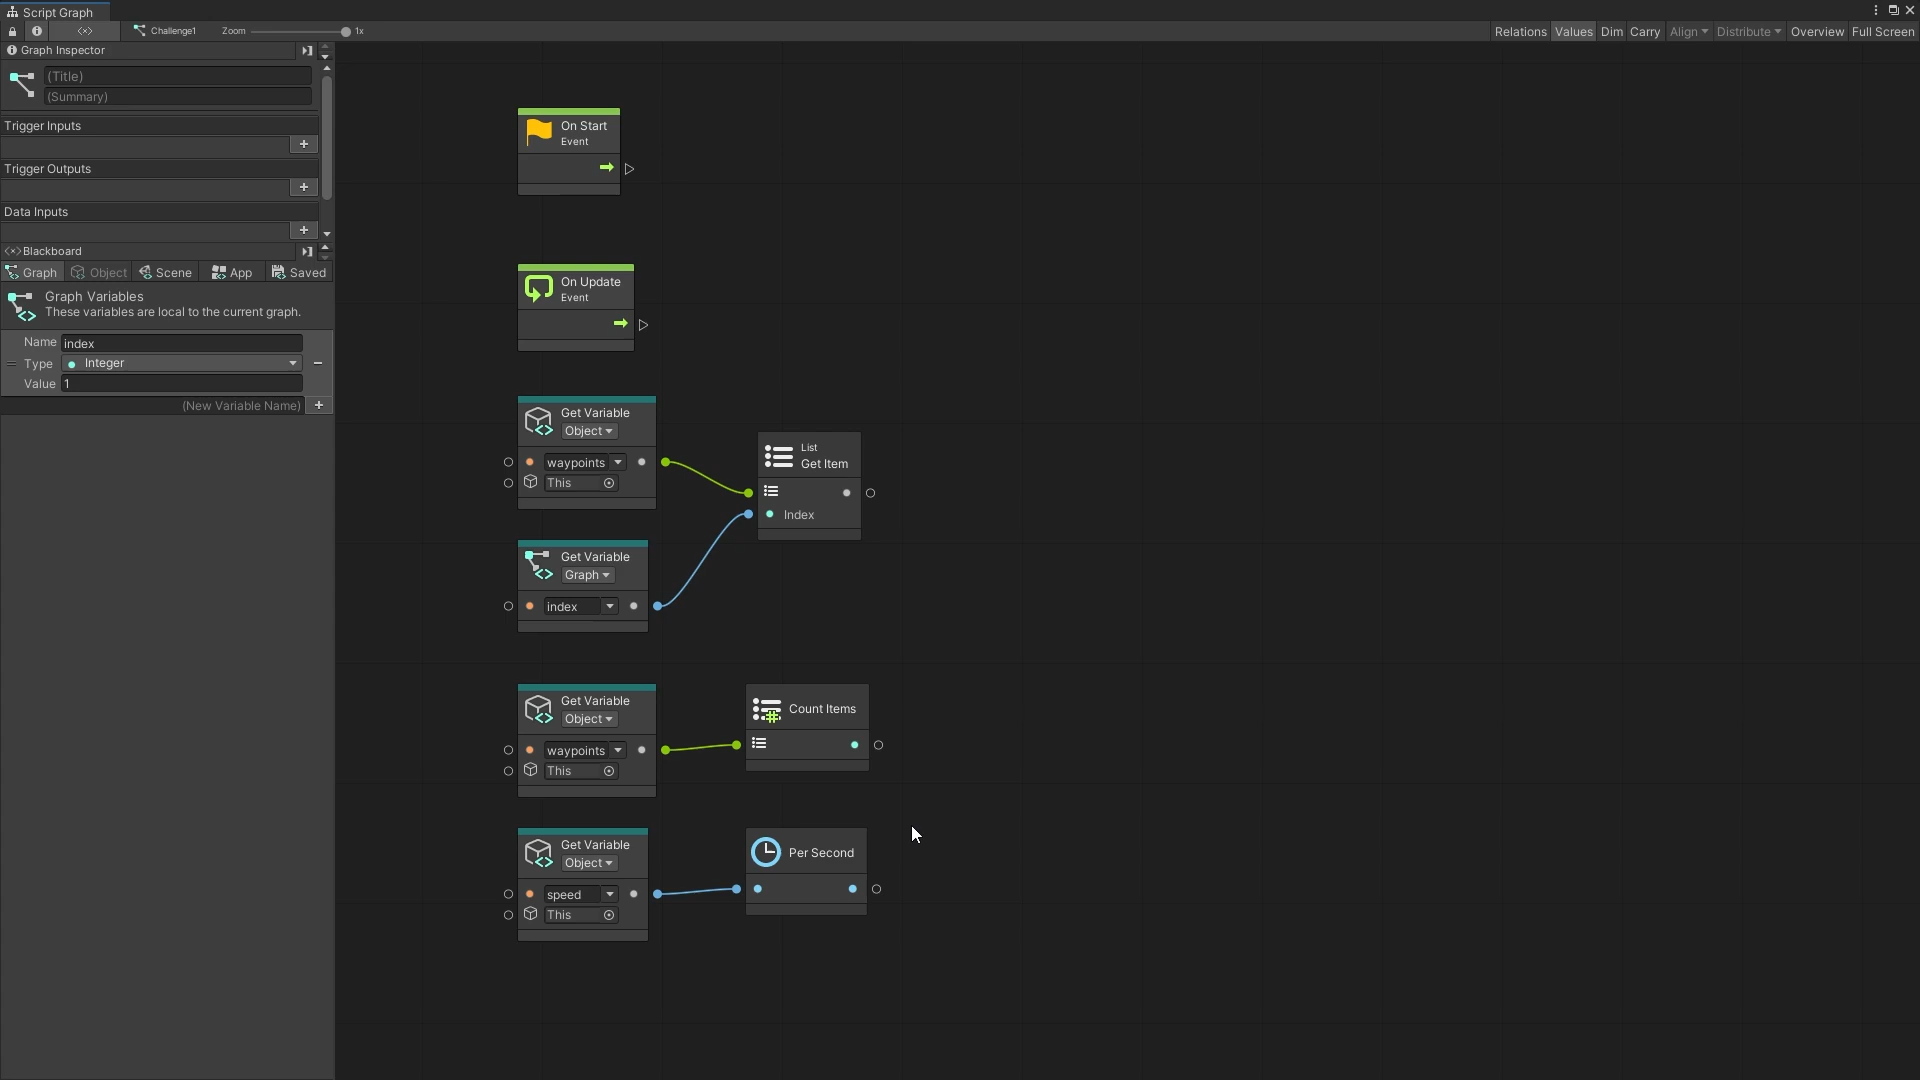 Script Graph
Challenge1
Zoom
1x
Relations
Values
Dim
Carry
Align
Distribute
Overview
Full Screen
Graph Inspector
(Title)
(Summary)
Trigger Inputs
Trigger Outputs
Data Inputs
Blackboard
Graph
Object
Scene
App
Saved
Graph Variables
These variables are local to the current graph.
Name index
Type Integer
Value 1
(New Variable Name)
On Start
Event
On Update
Event
Get Variable
Object
waypoints
This
List
Get Item
Index
Get Variable
Graph
index
Get Variable
Object
waypoints
This
Count Items
Get Variable
Object
speed
This
Per Second